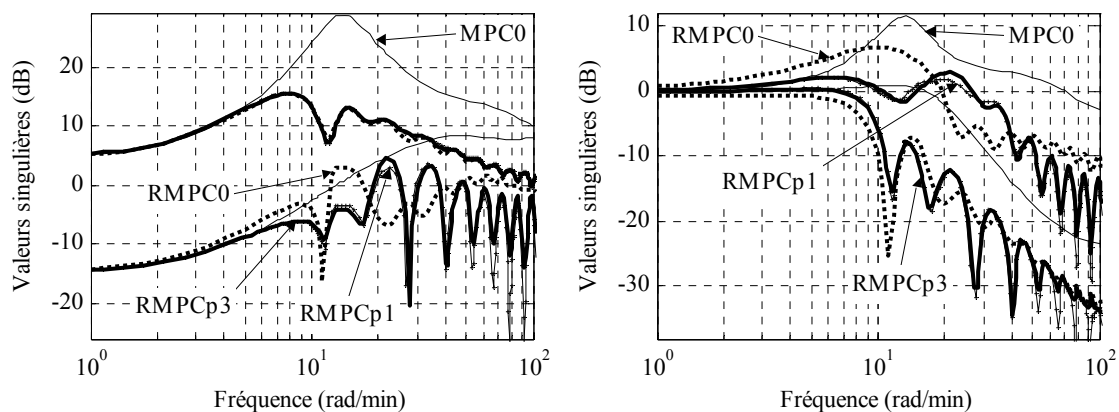 MPC0
20
10
0
-10
-20
RMPC0
RMPCp3
RMPCp1
Valeurs singulières (dB)
10^0
10^1
10^2
Fréquence (rad/min)
10
0
-10
-20
-30
RMPC0
MPC0
RMPCp1
RMPCp3
Valeurs singulières (dB)
10^0
10^1
10^2
Fréquence (rad/min)